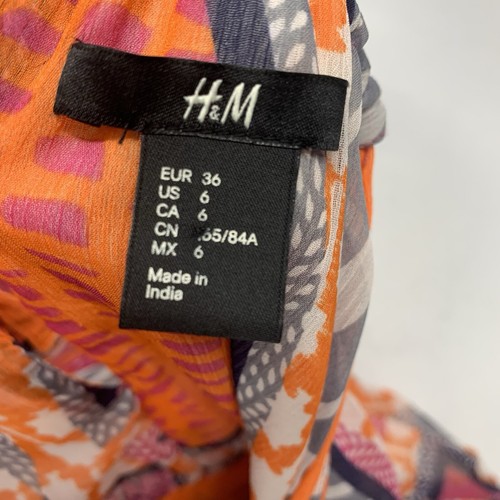 H&M
EUR 36
US 6
CA 6
CN 165/84A
MX 6
Made in
India